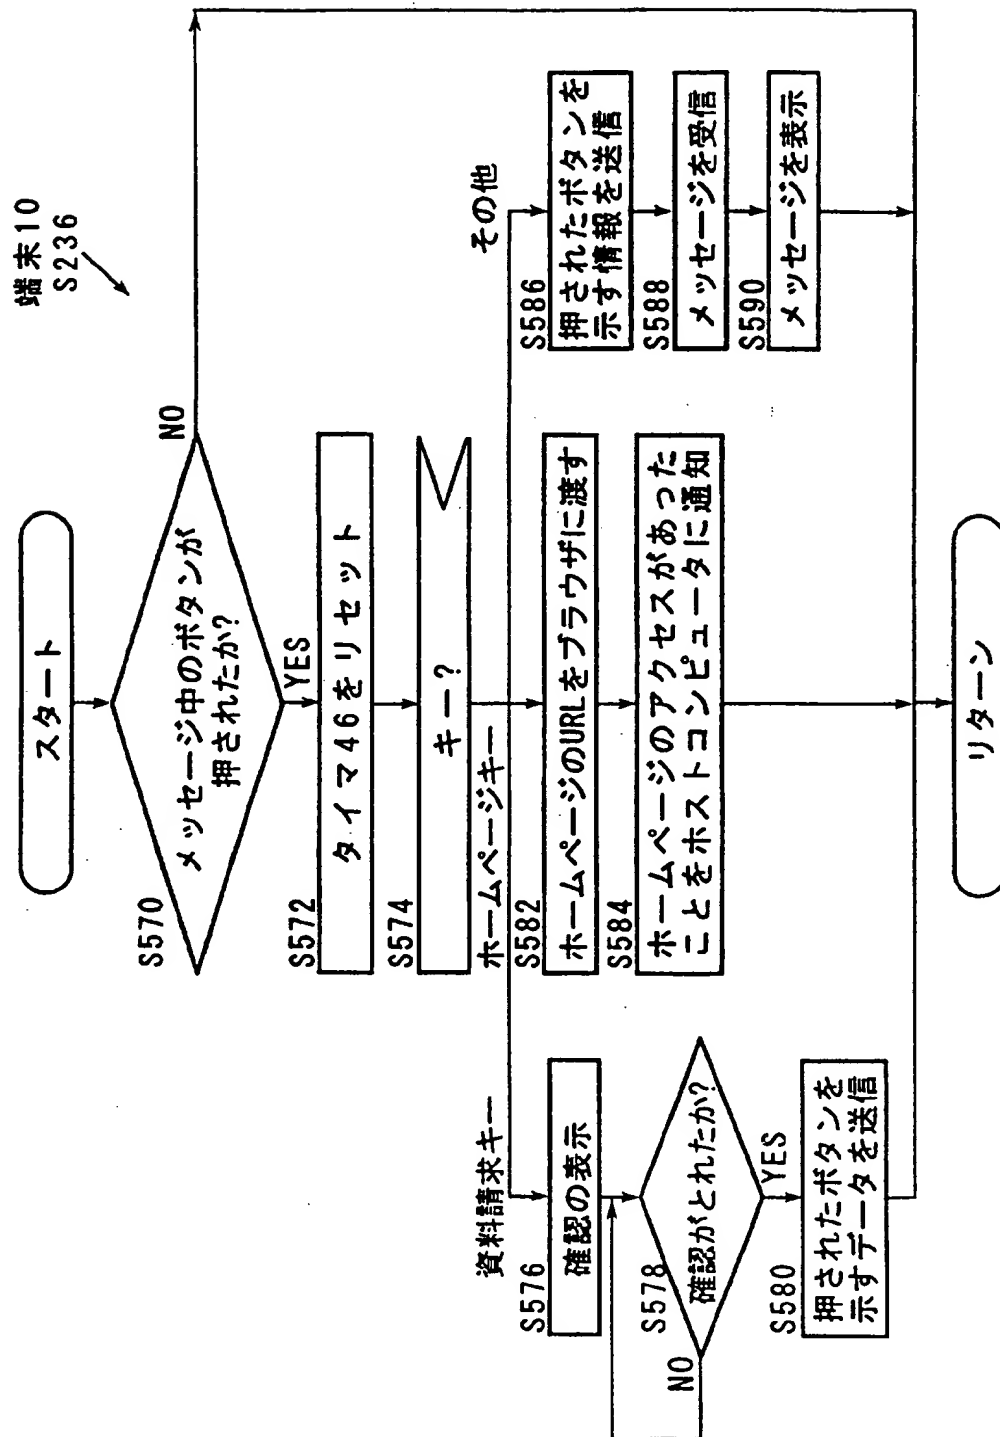 端末10
S236
スタート
S570
メッセージ中のボタンが
押されたか?
NO
YES
S572
タイマ46をリセット
S574
キー?
資料請求キー
ホームページキー
その他
S576
確認の表示
S578
確認がとれたか?
NO
YES
S580
押されたボタンを
示すデータを送信
S582
ホームページのURLをブラウザに渡す
S584
ホームページのアクセスがあった
ことをホストコンピュータに通知
S586
押されたボタンを
示す情報を送信
S588
メッセージを受信
S590
メッセージを表示
リターン